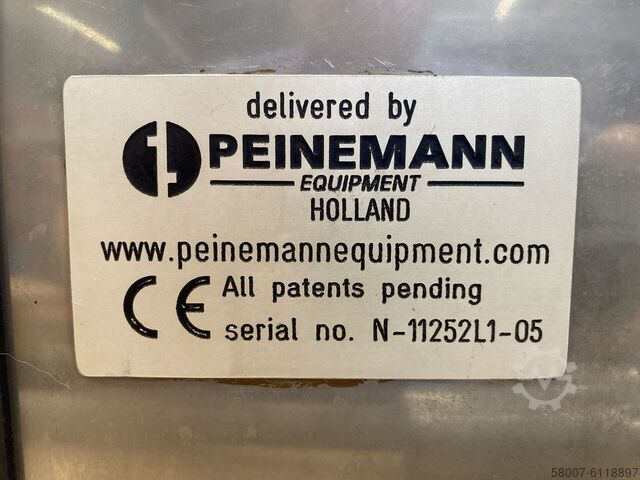 delivered by
PEINEMANN
EQUIPMENT
HOLLAND
www.peinemannequipment.com
CE All patents pending
serial no. N-11252L1-05
58007-6118897